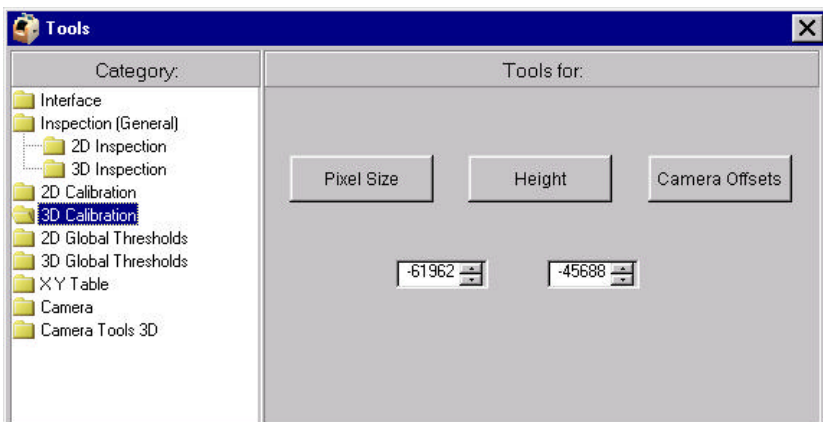 Tools
Category:
Tools for:
Interface
Inspection (General)
2D Inspection
3D Inspection
2D Calibration
3D Calibration
2D Global Thresholds
3D Global Thresholds
XY Table
Camera
Camera Tools 3D
Pixel Size
Height
Camera Offsets
-61962
-45688